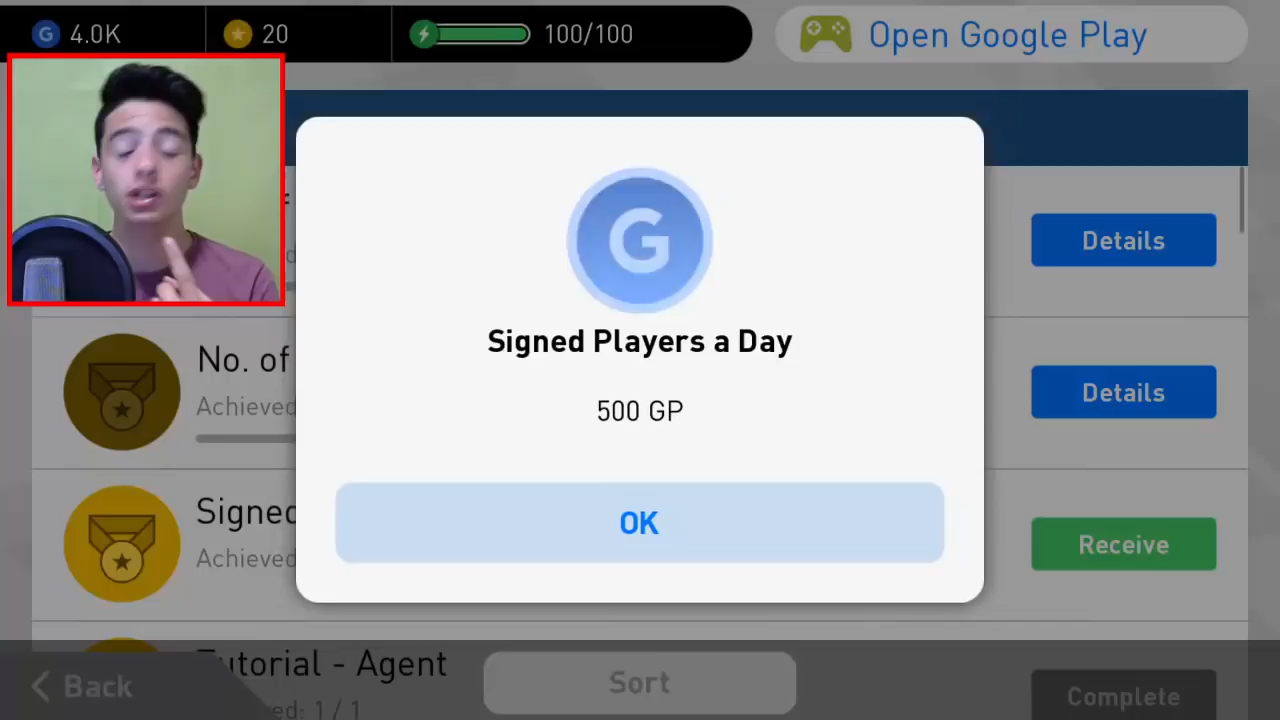 G 4.0K 20 100/100 Open Google Play
G
Signed Players a Day
500 GP
OK
Details
No. of
Achieved
Details
Signed
Achieved
Receive
Tutorial - Agent
ed: 1 / 1
Back
Sort
Complete